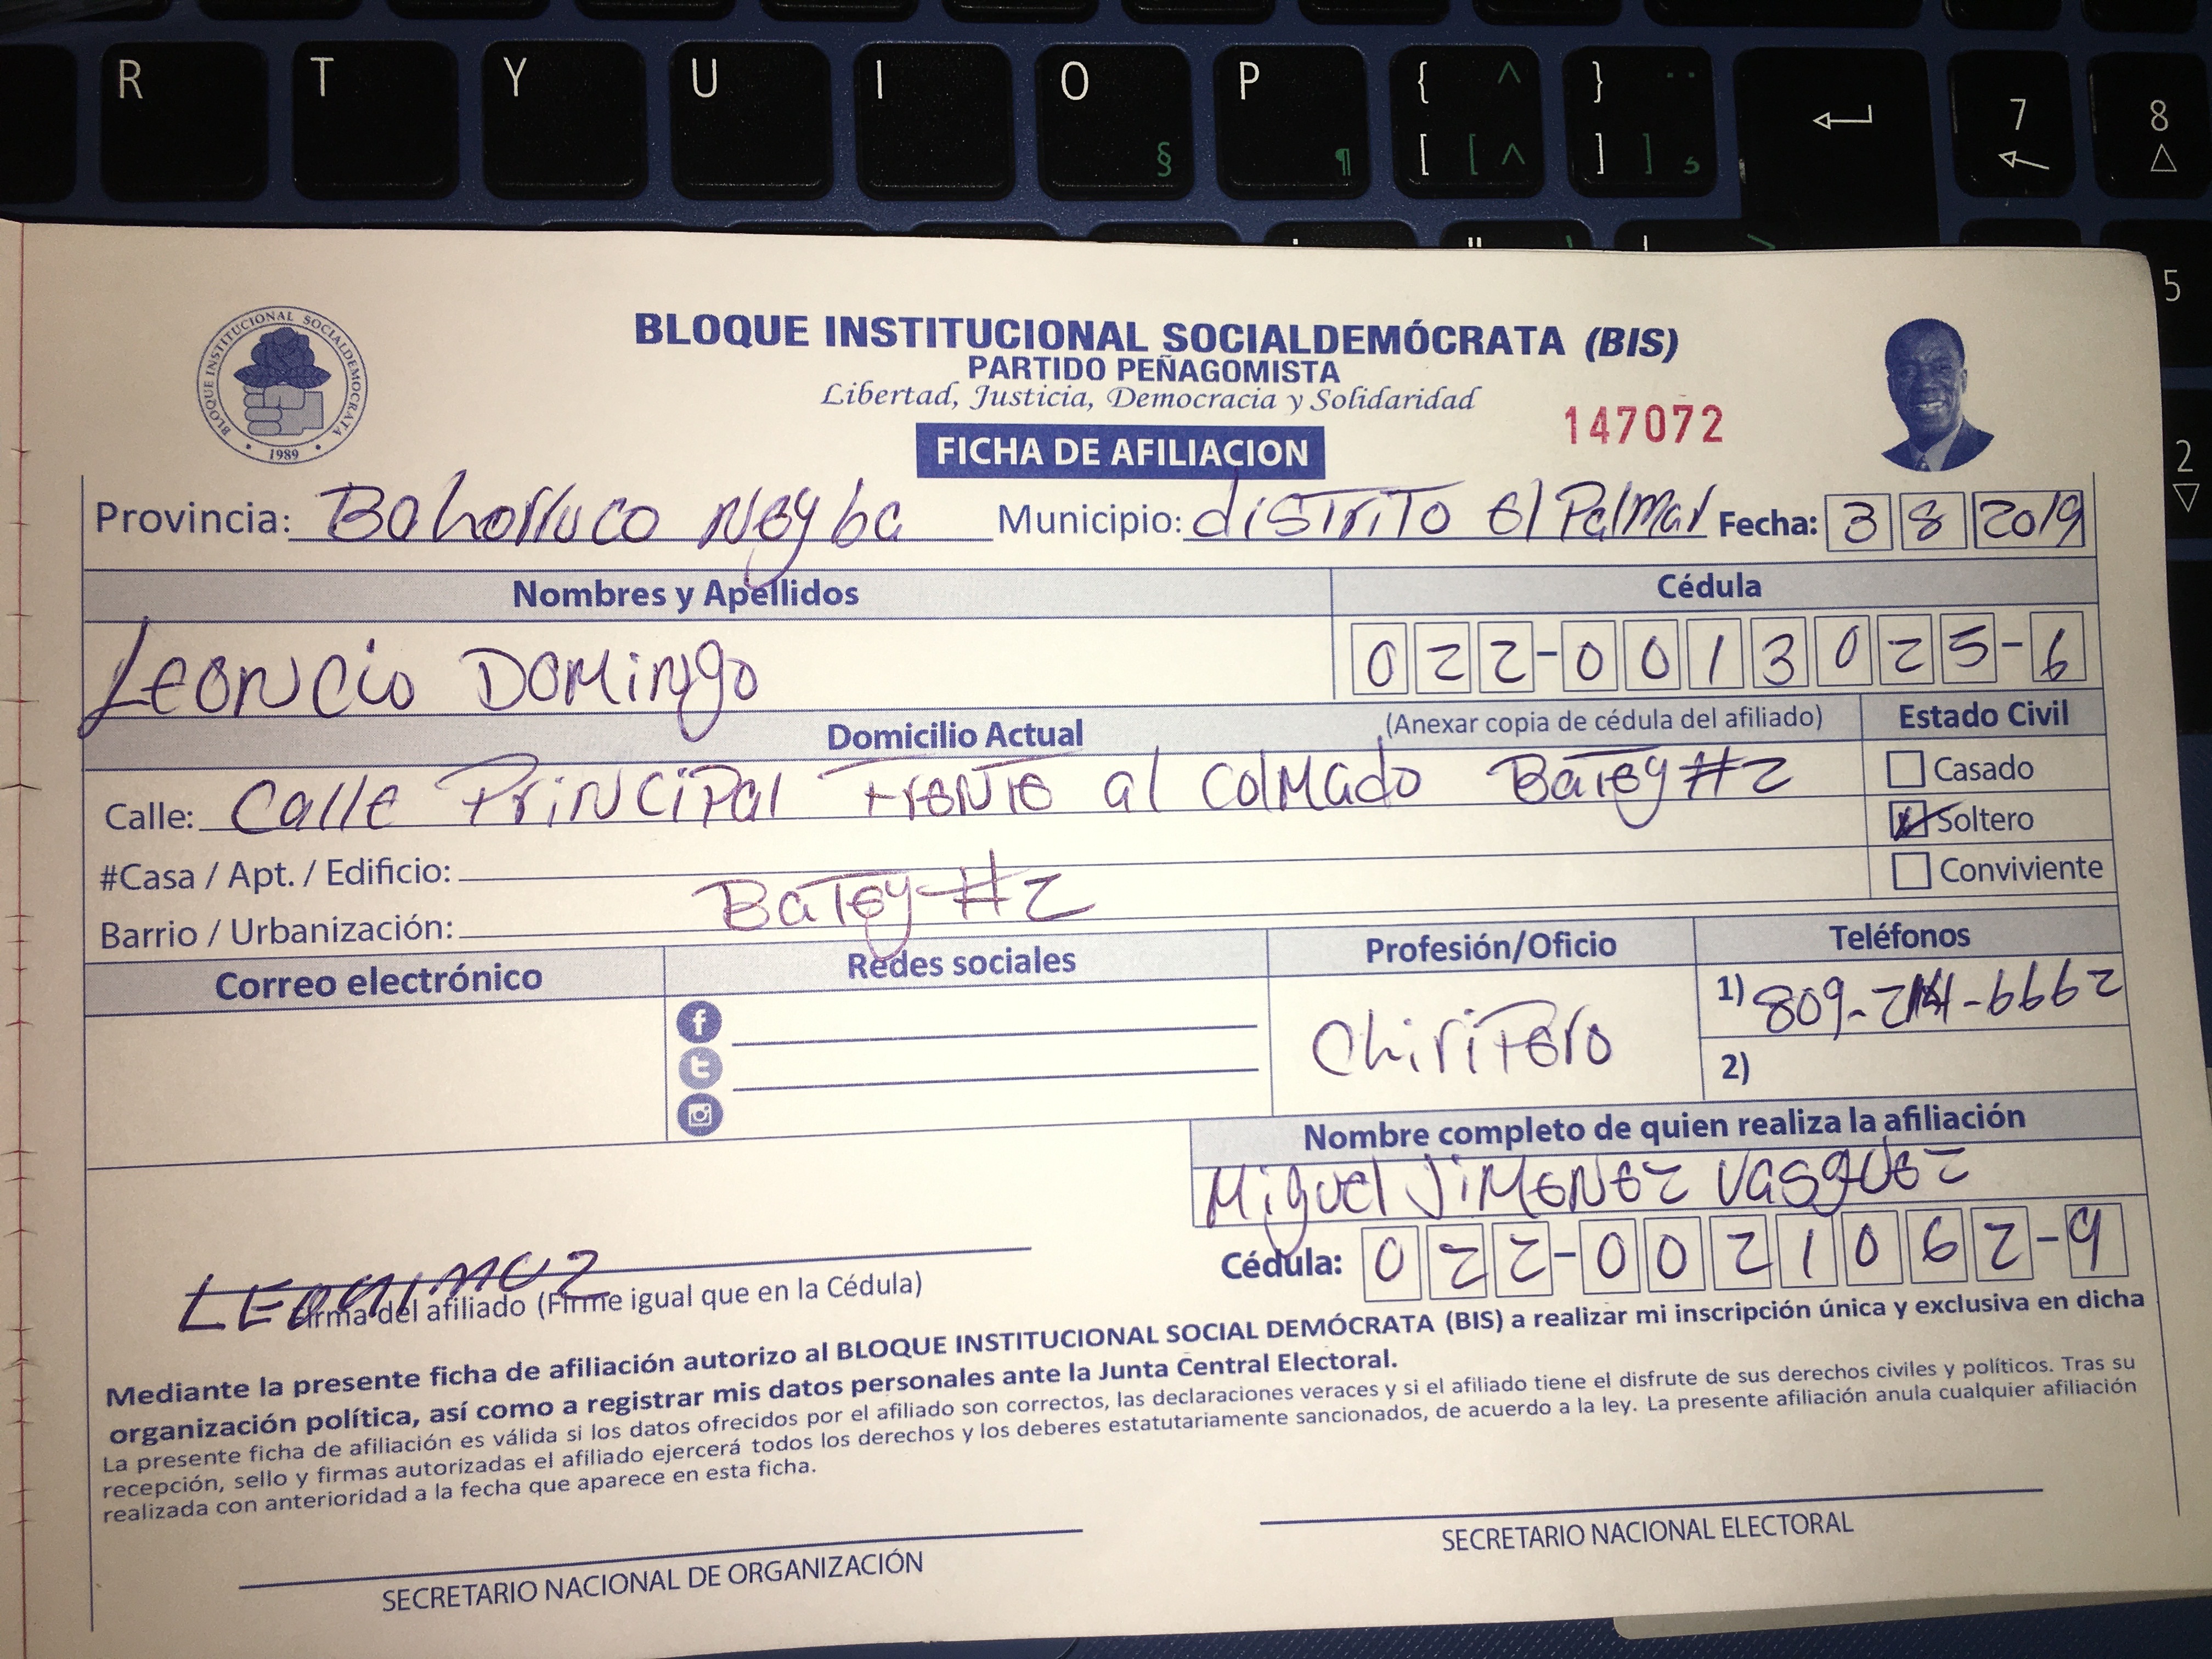 R T Y U I O P { ^ } ¨ 7 8
§ ¶ [ [ ^ ] ] 5
2
BLOQUE INSTITUCIONAL SOCIALDEMOCRATA
1989
BLOQUE INSTITUCIONAL SOCIALDEMÓCRATA (BIS)
PARTIDO PEÑAGOMISTA
Libertad, Justicia, Democracia y Solidaridad
147072
FICHA DE AFILIACION
Provincia: Bahorruco Neyba Municipio: diSTriTo El Palmar Fecha: 3 8 2019
Nombres y Apellidos Cédula
Leoncio Domingo 022-0013025-6
Domicilio Actual (Anexar copia de cédula del afiliado) Estado Civil
Calle: Calle Principal Frente al colmado Batey #2 Casado
Soltero
#Casa / Apt. / Edificio: Conviviente
Barrio / Urbanización: Batey #2
Correo electrónico Redes sociales Profesión/Oficio Teléfonos
f 1) 809- -6662
t Chiritero
2)
Nombre completo de quien realiza la afiliación
Miguel Jimenez Vasquez
Cédula: 022-0021062-9
Firma del afiliado (Firme igual que en la Cédula)
Mediante la presente ficha de afiliación autorizo al BLOQUE INSTITUCIONAL SOCIAL DEMÓCRATA (BIS) a realizar mi inscripción única y exclusiva en dicha
organización política, así como a registrar mis datos personales ante la Junta Central Electoral.
La presente ficha de afiliación es válida si los datos ofrecidos por el afiliado son correctos, las declaraciones veraces y si el afiliado tiene el disfrute de sus derechos civiles y políticos. Tras su
recepción, sello y firmas autorizadas el afiliado ejercerá todos los derechos y los deberes estatutariamente sancionados, de acuerdo a la ley. La presente afiliación anula cualquier afiliación
realizada con anterioridad a la fecha que aparece en esta ficha.
SECRETARIO NACIONAL DE ORGANIZACIÓN SECRETARIO NACIONAL ELECTORAL